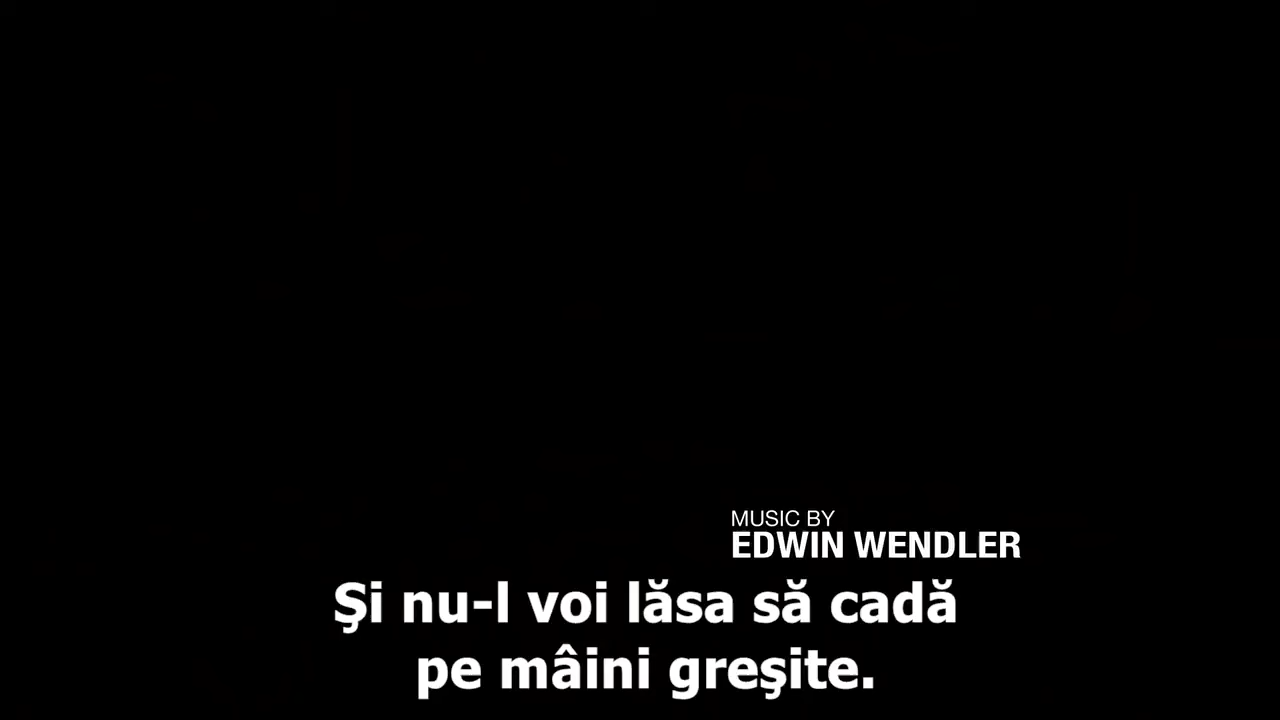 MUSIC BY
EDWIN WENDLER
Şi nu-l voi lăsa să cadă
pe mâini greşite.